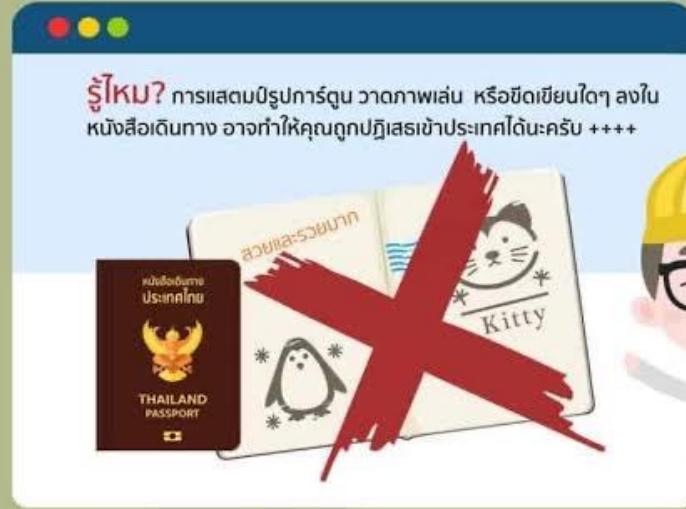 รู้ไหม? การแสตมป์รูปการ์ตูน วาดภาพเล่น หรือขีดเขียนใดๆ ลงใน
หนังสือเดินทาง อาจทำให้คุณถูกปฏิเสธเข้าประเทศได้นะครับ ++++
สวยและรวยมาก
Kitty
หนังสือเดินทาง
ประเทศไทย
THAILAND
PASSPORT